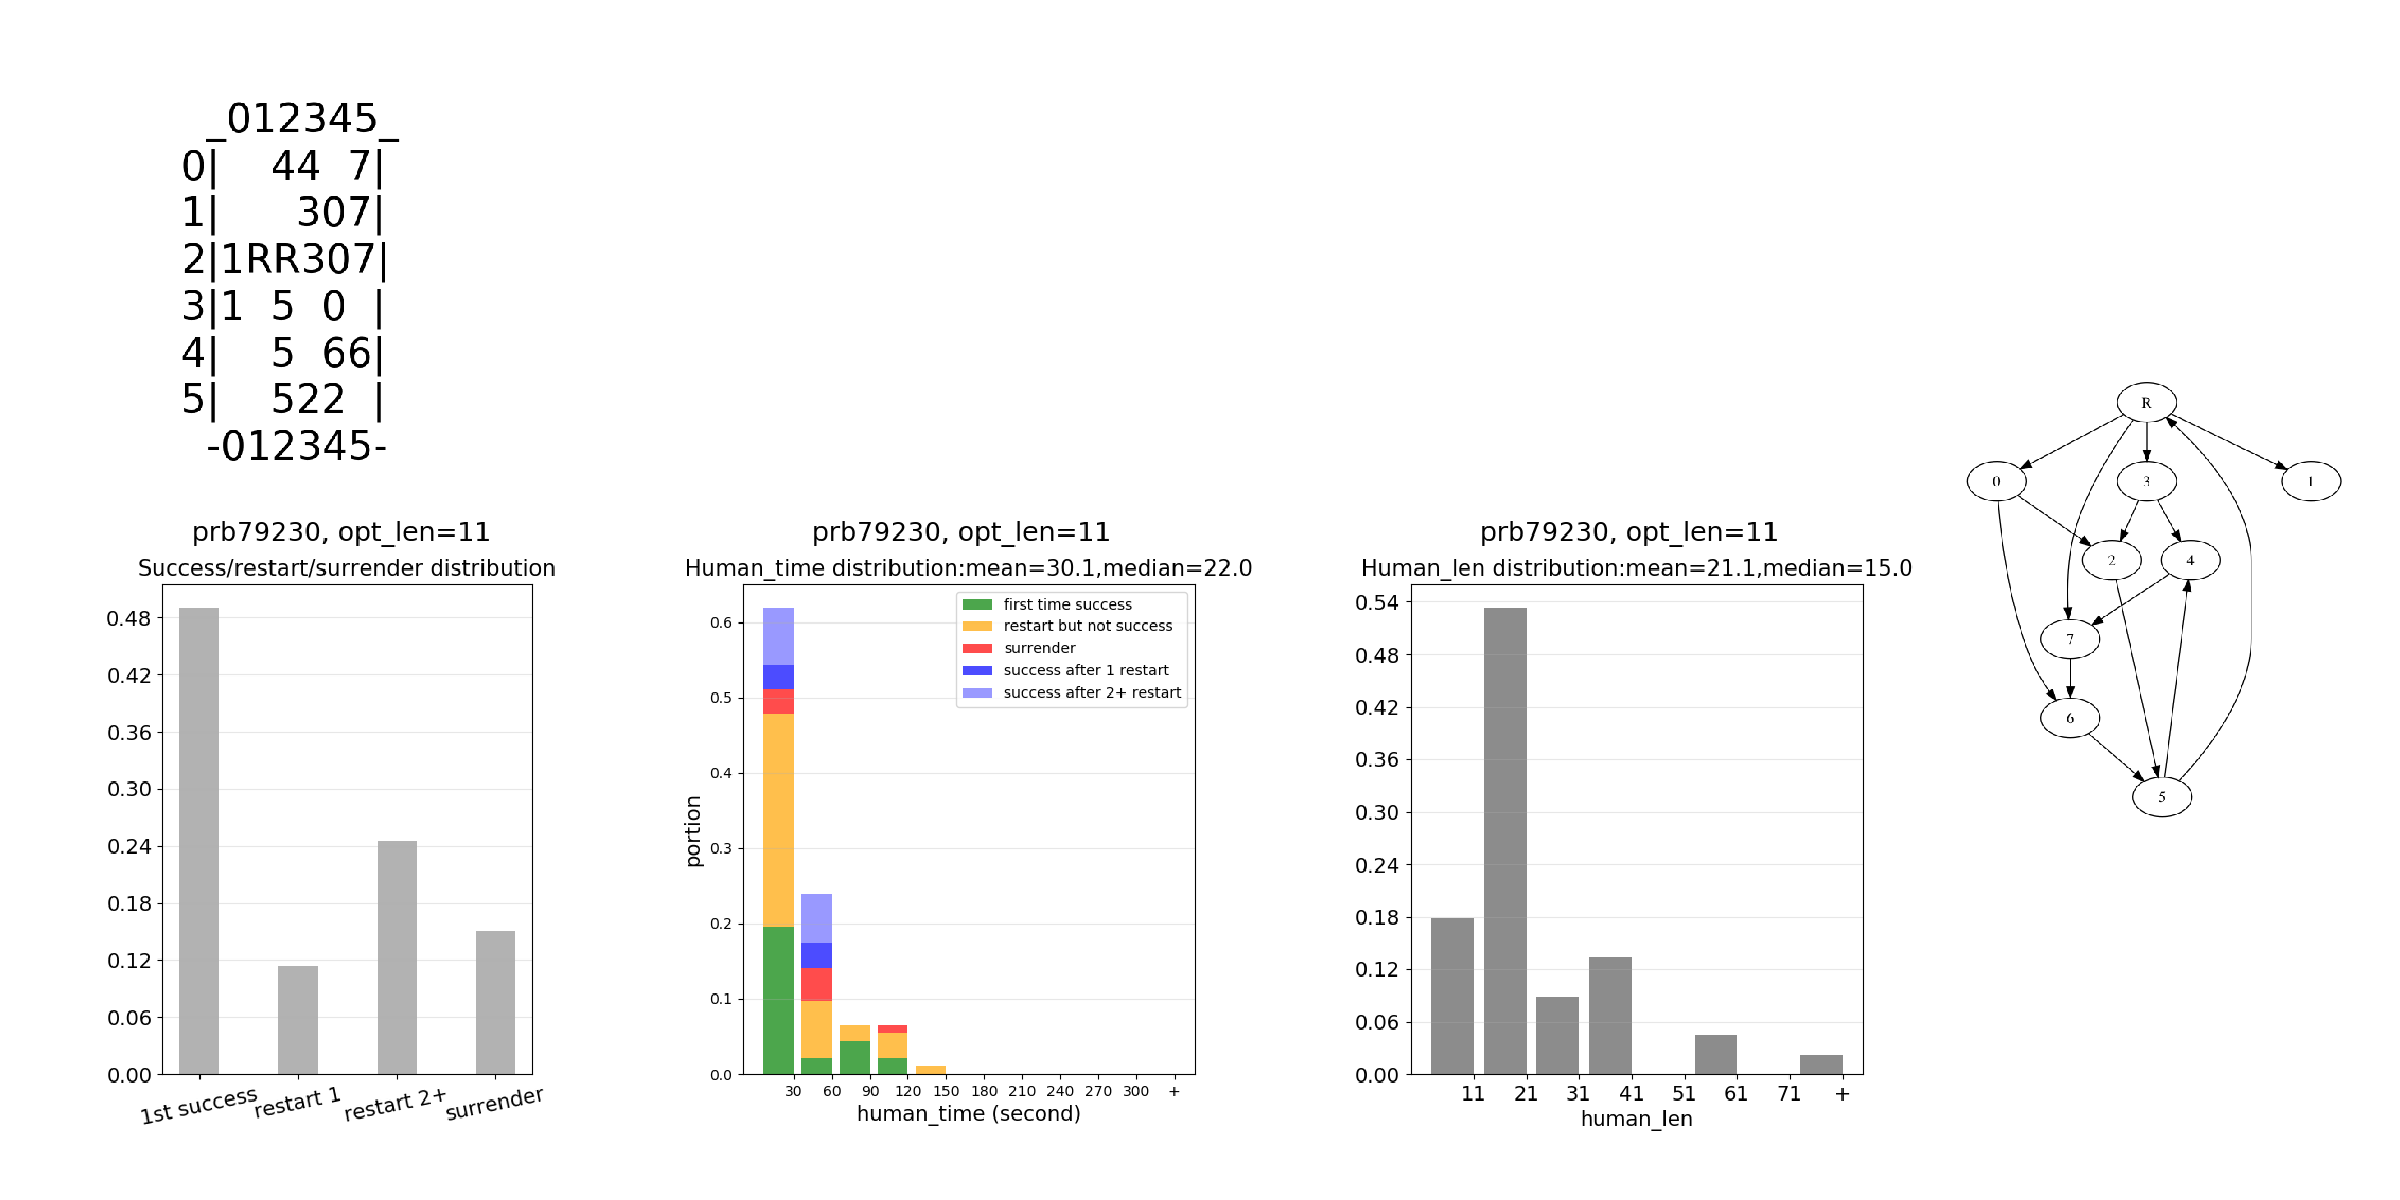 _012345_
0|  44 7|
1|   307|
2|1RR307|
3|1 5 0 |
4|  5 66|
5|  522 |
-012345-
prb79230, opt_len=11
Success/restart/surrender distribution
0.48
0.42
0.36
0.30
0.24
0.18
0.12
0.06
0.00
1st success
restart 1
restart 2+
surrender
prb79230, opt_len=11
Human_time distribution:mean=30.1,median=22.0
first time success
restart but not success
surrender
success after 1 restart
success after 2+ restart
portion
0.6
0.5
0.4
0.3
0.2
0.1
0.0
30 60 90 120 150 180 210 240 270 300 +
human_time (second)
prb79230, opt_len=11
Human_len distribution:mean=21.1,median=15.0
0.54
0.48
0.42
0.36
0.30
0.24
0.18
0.12
0.06
0.00
11 21 31 41 51 61 71 +
human_len
R
0 3 1
2 4
7
6
5